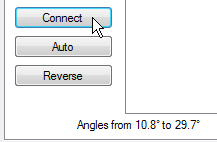 Connect
Auto
Reverse
Angles from 10.8° to 29.7°